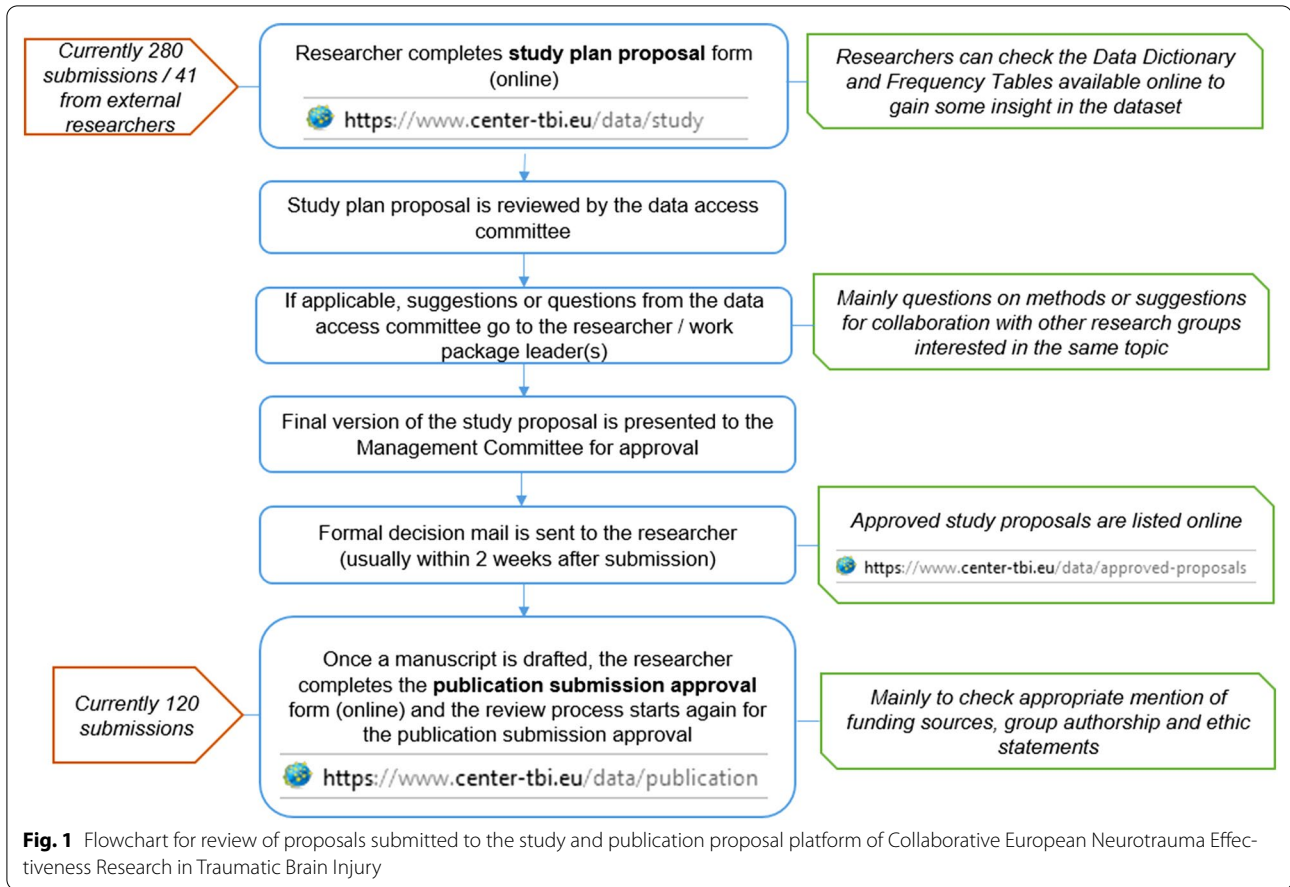 Currently 280
submissions / 41
from external
researchers
Researcher completes study plan proposal form
(online)
https://www.center-tbi.eu/data/study
Researchers can check the Data Dictionary
and Frequency Tables available online to
gain some insight in the dataset
Study plan proposal is reviewed by the data access
committee
If applicable, suggestions or questions from the data
access committee go to the researcher / work
package leader(s)
Mainly questions on methods or suggestions
for collaboration with other research groups
interested in the same topic
Final version of the study proposal is presented to the
Management Committee for approval
Formal decision mail is sent to the researcher
(usually within 2 weeks after submission)
Approved study proposals are listed online
https://www.center-tbi.eu/data/approved-proposals
Currently 120
submissions
Once a manuscript is drafted, the researcher
completes the publication submission approval
form (online) and the review process starts again for
the publication submission approval
https://www.center-tbi.eu/data/publication
Mainly to check appropriate mention of
funding sources, group authorship and ethic
statements
Fig. 1 Flowchart for review of proposals submitted to the study and publication proposal platform of Collaborative European Neurotrauma Effec-
tiveness Research in Traumatic Brain Injury